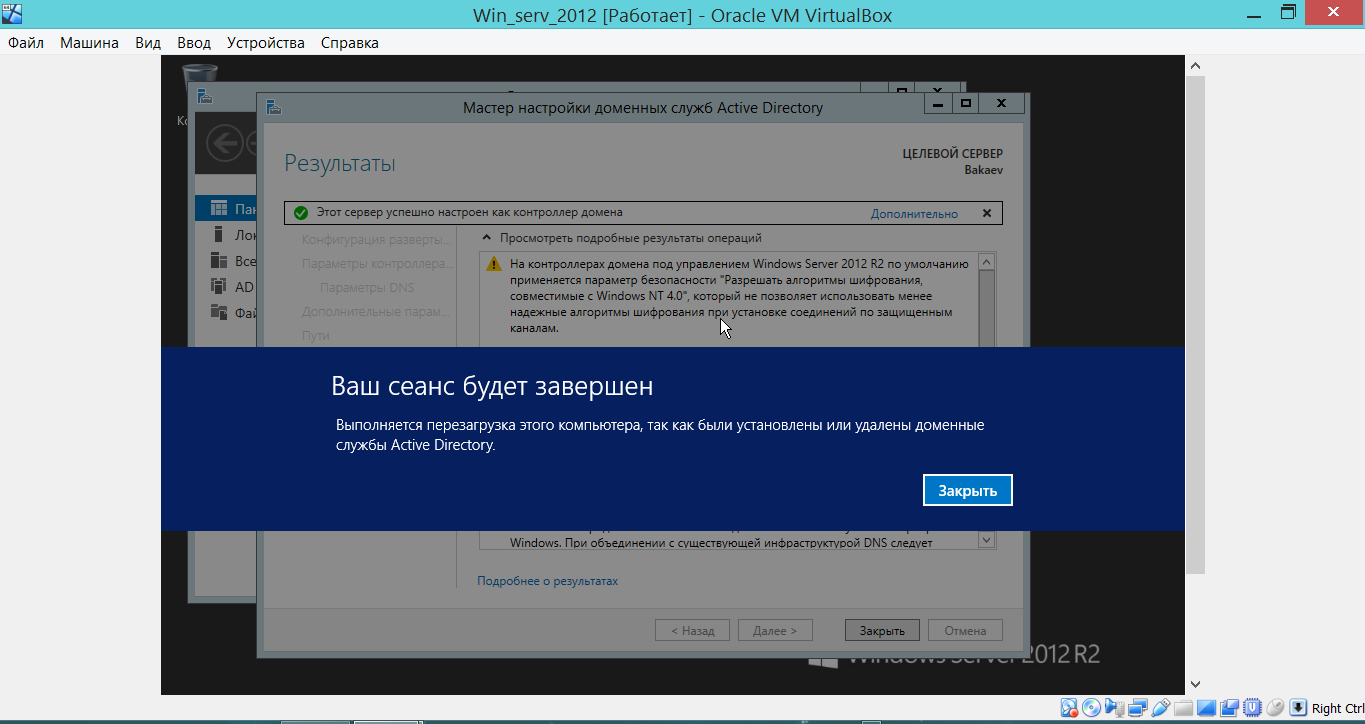 Win_serv_2012 [Работает] - Oracle VM VirtualBox
Файл Машина Вид Ввод Устройства Справка
Мастер настройки доменных служб Active Directory
Результаты
ЦЕЛЕВОЙ СЕРВЕР
Bakaev
Этот сервер успешно настроен как контроллер домена Дополнительно
Пан
Лок
Все
AD
Фай
Конфигурация разверты...
Параметры контроллера...
Параметры DNS
Дополнительные парам...
Пути
Просмотреть подробные результаты операций
На контроллерах домена под управлением Windows Server 2012 R2 по умолчанию
применяется параметр безопасности "Разрешать алгоритмы шифрования,
совместимые с Windows NT 4.0", который не позволяет использовать менее
надежные алгоритмы шифрования при установке соединений по защищенным
каналам.
Ваш сеанс будет завершен
Выполняется перезагрузка этого компьютера, так как были установлены или удалены доменные
службы Active Directory.
Закрыть
Windows. При объединении с существующей инфраструктурой DNS следует
Подробнее о результатах
< Назад Далее > Закрыть Отмена
Windows Server 2012 R2
Right Ctrl